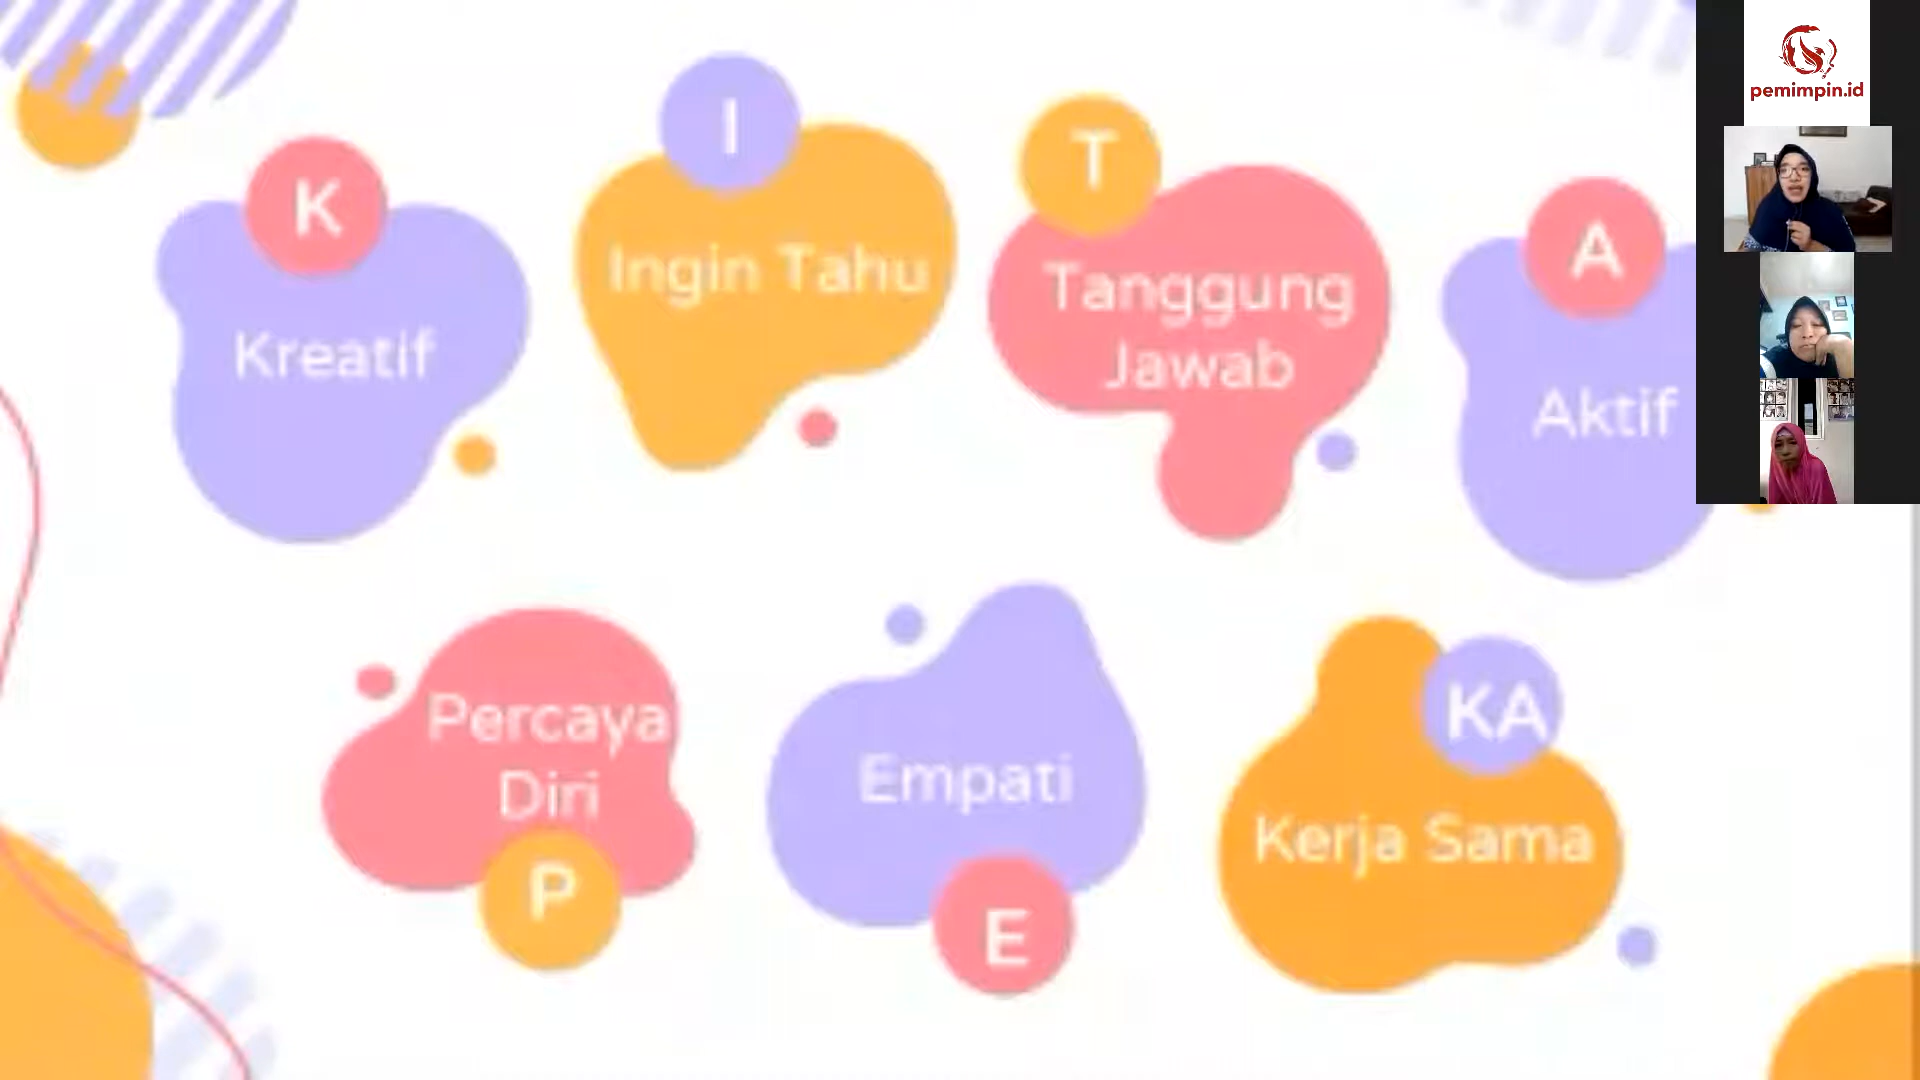 K
Kreatif
I
Ingin Tahu
T
Tanggung
Jawab
A
Aktif
pemimpin.id
Percaya
Diri
P
Empati
E
KA
Kerja Sama